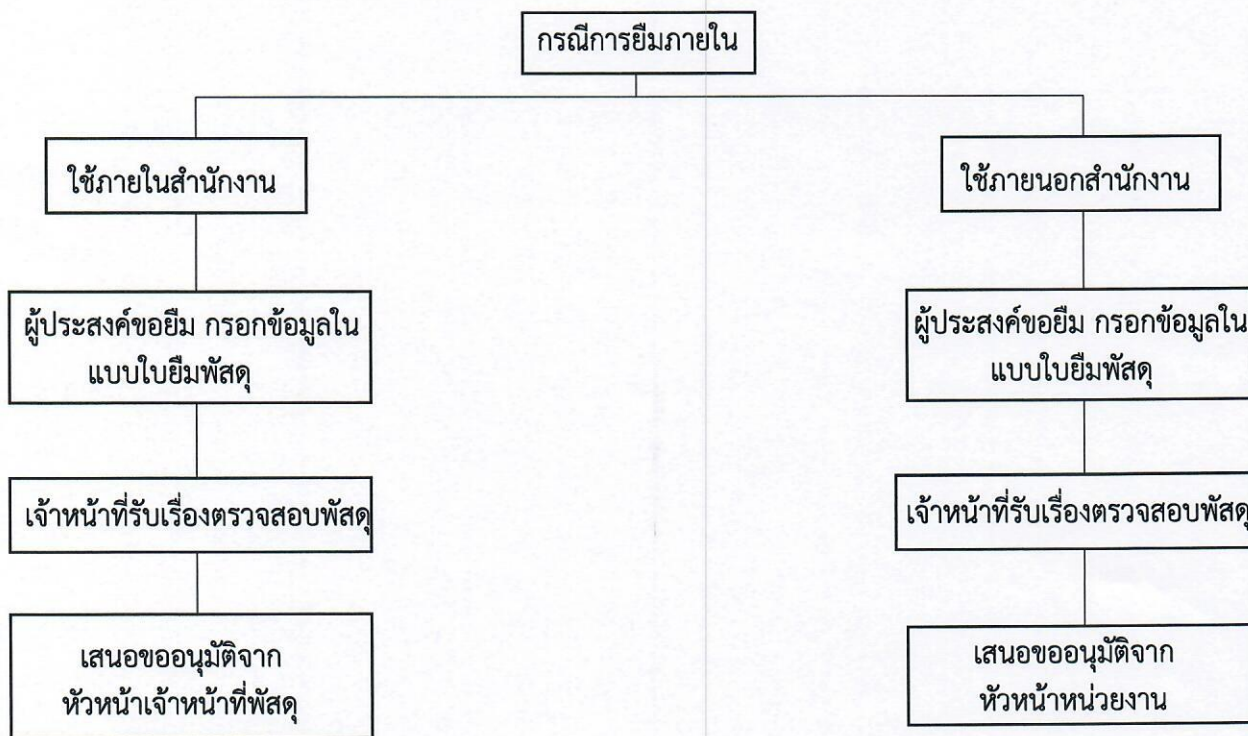 กรณีการยืมภายใน
ใช้ภายในสำนักงาน
ผู้ประสงค์ขอยืม กรอกข้อมูลใน
แบบใบยืมพัสดุ
เจ้าหน้าที่รับเรื่องตรวจสอบพัสดุ
เสนอขออนุมัติจาก
หัวหน้าเจ้าหน้าที่พัสดุ
ใช้ภายนอกสำนักงาน
ผู้ประสงค์ขอยืม กรอกข้อมูลใน
แบบใบยืมพัสดุ
เจ้าหน้าที่รับเรื่องตรวจสอบพัสดุ
เสนอขออนุมัติจาก
หัวหน้าหน่วยงาน